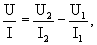 U/I = U₂/I₂ − U₁/I₁,